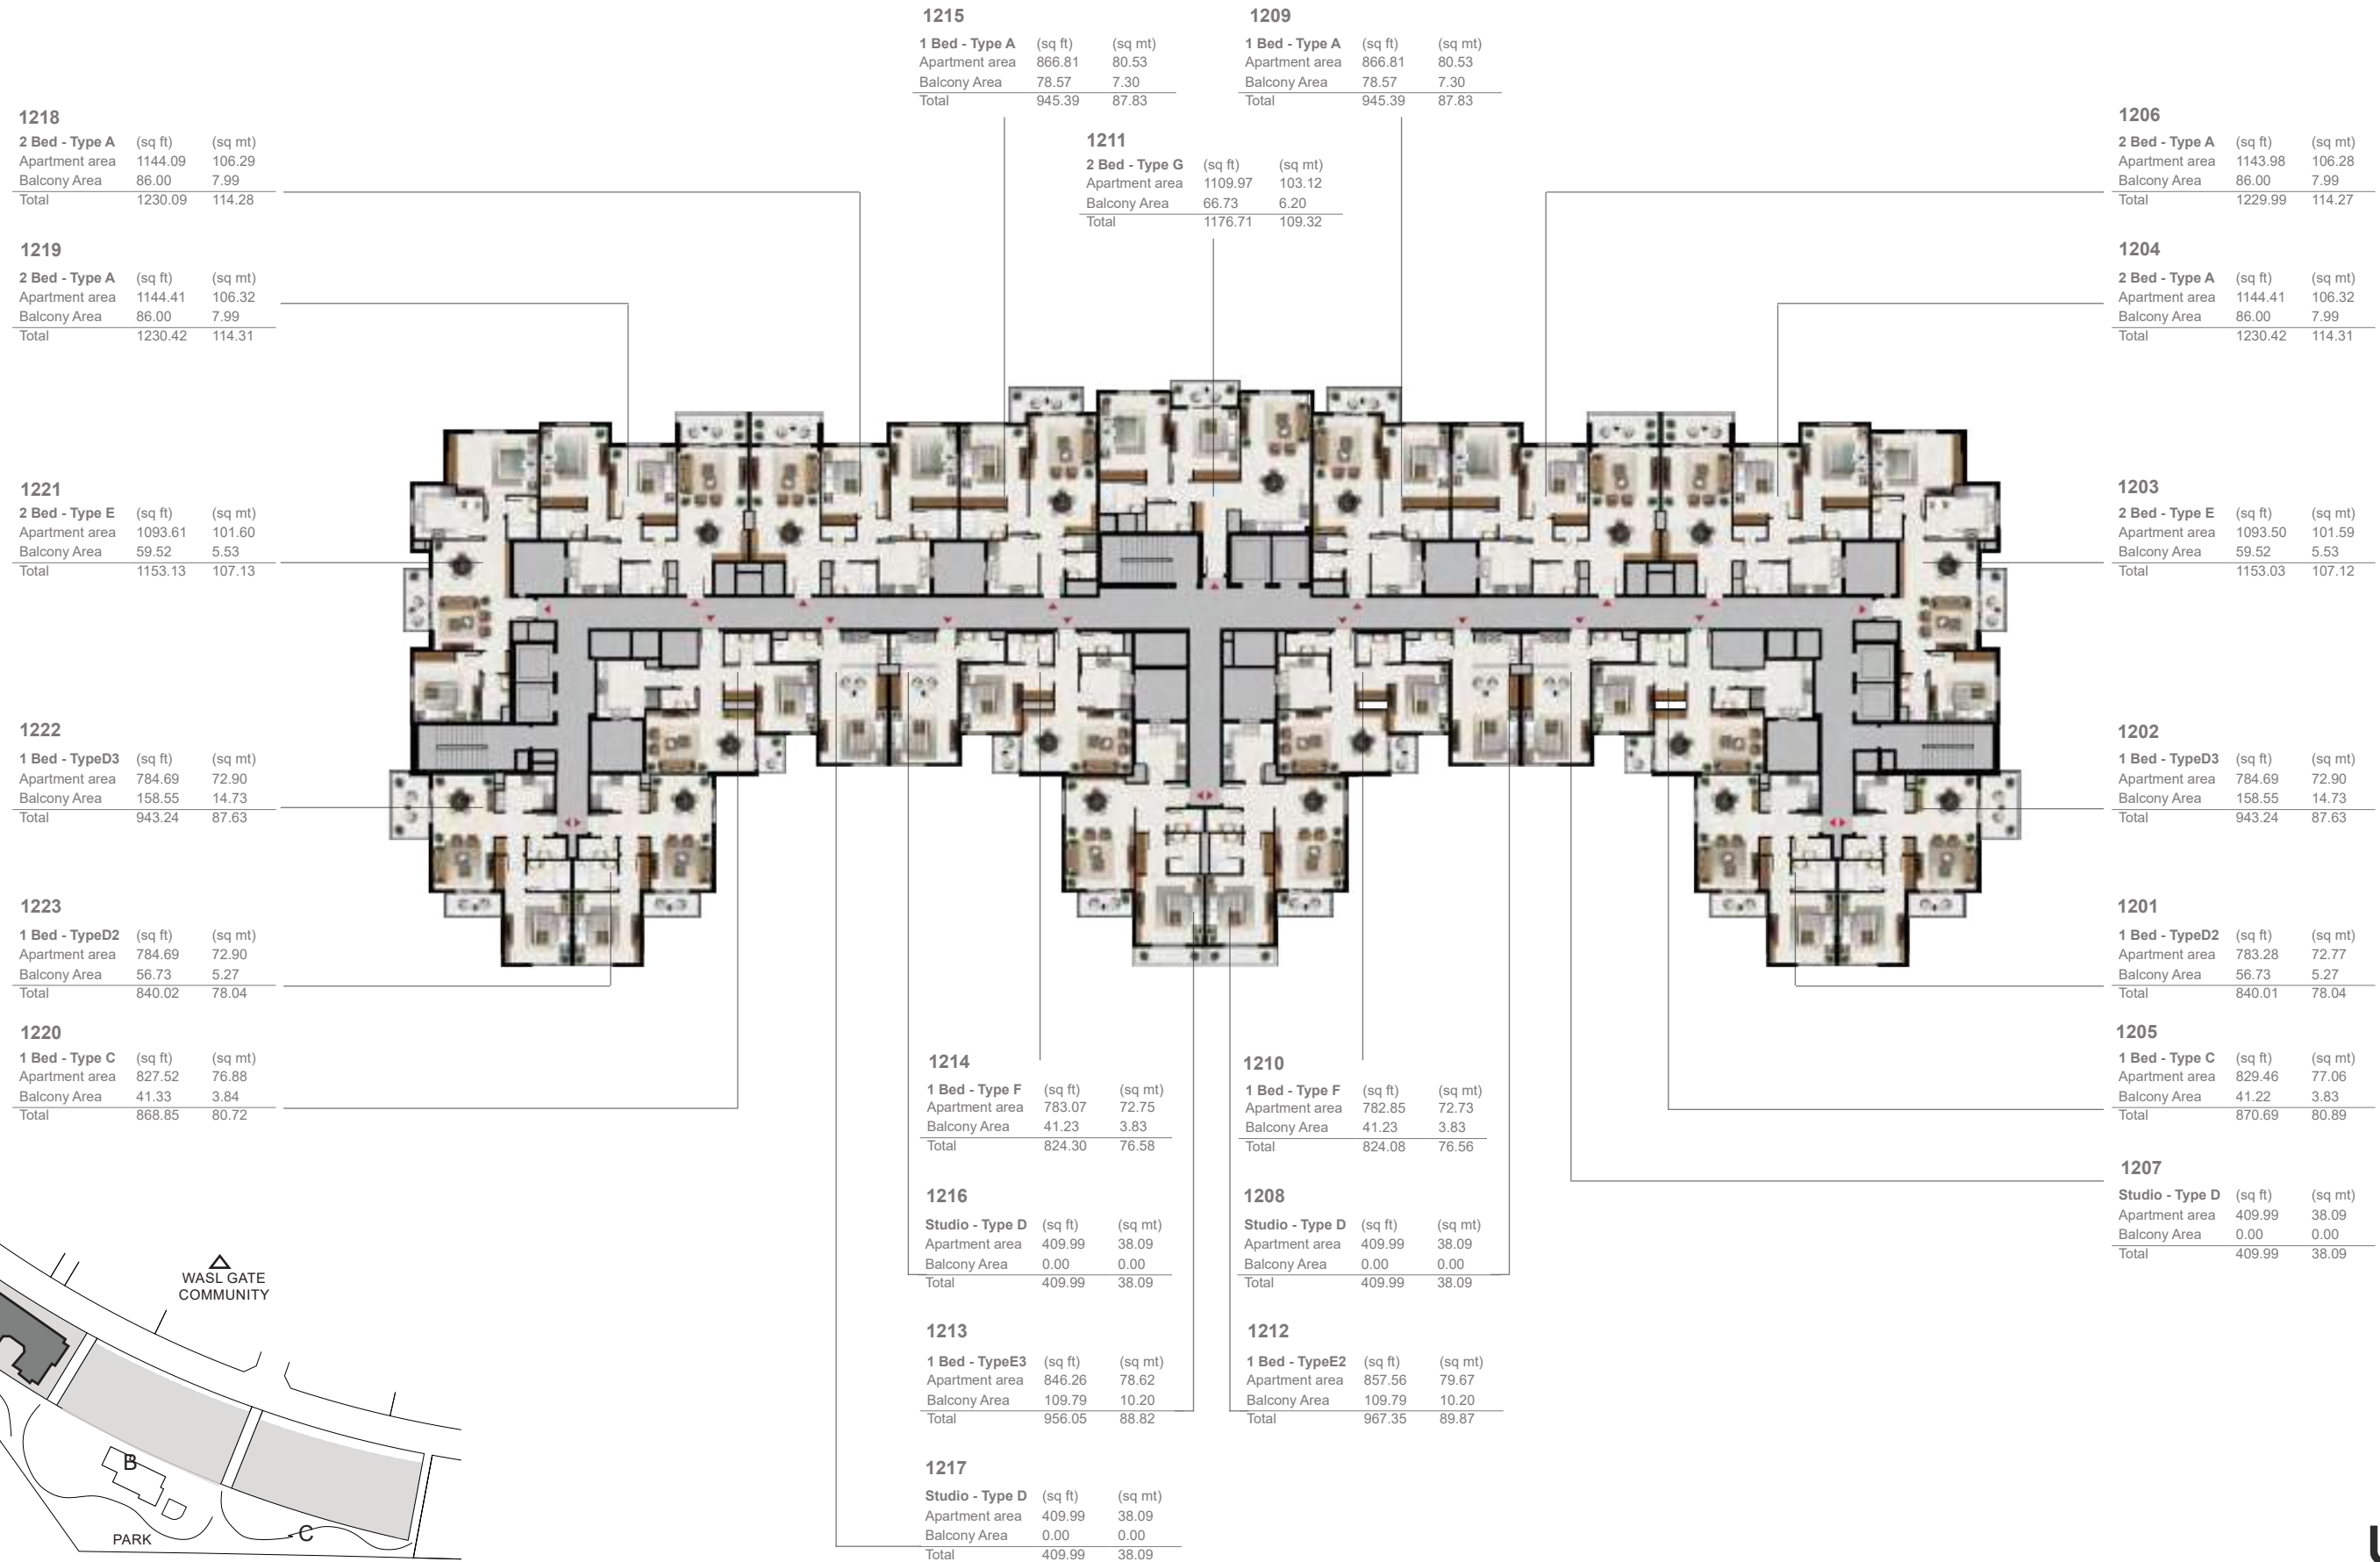 1215
1 Bed - Type A (sq ft) (sq mt)
Apartment area 866.81 80.53
Balcony Area 78.57 7.30
Total 945.39 87.83
1209
1 Bed - Type A (sq ft) (sq mt)
Apartment area 866.81 80.53
Balcony Area 78.57 7.30
Total 945.39 87.83
1211
2 Bed - Type G (sq ft) (sq mt)
Apartment area 1109.97 103.12
Balcony Area 66.73 6.20
Total 1176.71 109.32
1218
2 Bed - Type A (sq ft) (sq mt)
Apartment area 1144.09 106.29
Balcony Area 86.00 7.99
Total 1230.09 114.28
1219
2 Bed - Type A (sq ft) (sq mt)
Apartment area 1144.41 106.32
Balcony Area 86.00 7.99
Total 1230.42 114.31
1221
2 Bed - Type E (sq ft) (sq mt)
Apartment area 1093.61 101.60
Balcony Area 59.52 5.53
Total 1153.13 107.13
1222
1 Bed - TypeD3 (sq ft) (sq mt)
Apartment area 784.69 72.90
Balcony Area 158.55 14.73
Total 943.24 87.63
1223
1 Bed - TypeD2 (sq ft) (sq mt)
Apartment area 784.69 72.90
Balcony Area 56.73 5.27
Total 840.02 78.04
1220
1 Bed - Type C (sq ft) (sq mt)
Apartment area 827.52 76.88
Balcony Area 41.33 3.84
Total 868.85 80.72
1206
2 Bed - Type A (sq ft) (sq mt)
Apartment area 1143.98 106.28
Balcony Area 86.00 7.99
Total 1229.99 114.27
1204
2 Bed - Type A (sq ft) (sq mt)
Apartment area 1144.41 106.32
Balcony Area 86.00 7.99
Total 1230.42 114.31
1203
2 Bed - Type E (sq ft) (sq mt)
Apartment area 1093.50 101.59
Balcony Area 59.52 5.53
Total 1153.03 107.12
1202
1 Bed - TypeD3 (sq ft) (sq mt)
Apartment area 784.69 72.90
Balcony Area 158.55 14.73
Total 943.24 87.63
1201
1 Bed - TypeD2 (sq ft) (sq mt)
Apartment area 783.28 72.77
Balcony Area 56.73 5.27
Total 840.01 78.04
1205
1 Bed - Type C (sq ft) (sq mt)
Apartment area 829.46 77.06
Balcony Area 41.22 3.83
Total 870.69 80.89
1207
Studio - Type D (sq ft) (sq mt)
Apartment area 409.99 38.09
Balcony Area 0.00 0.00
Total 409.99 38.09
1214
1 Bed - Type F (sq ft) (sq mt)
Apartment area 783.07 72.75
Balcony Area 41.23 3.83
Total 824.30 76.58
1210
1 Bed - Type F (sq ft) (sq mt)
Apartment area 782.85 72.73
Balcony Area 41.23 3.83
Total 824.08 76.56
1216
Studio - Type D (sq ft) (sq mt)
Apartment area 409.99 38.09
Balcony Area 0.00 0.00
Total 409.99 38.09
1208
Studio - Type D (sq ft) (sq mt)
Apartment area 409.99 38.09
Balcony Area 0.00 0.00
Total 409.99 38.09
1213
1 Bed - TypeE3 (sq ft) (sq mt)
Apartment area 846.26 78.62
Balcony Area 109.79 10.20
Total 956.05 88.82
1212
1 Bed - TypeE2 (sq ft) (sq mt)
Apartment area 857.56 79.67
Balcony Area 109.79 10.20
Total 967.35 89.87
1217
Studio - Type D (sq ft) (sq mt)
Apartment area 409.99 38.09
Balcony Area 0.00 0.00
Total 409.99 38.09
WASL GATE
COMMUNITY
B
C
PARK